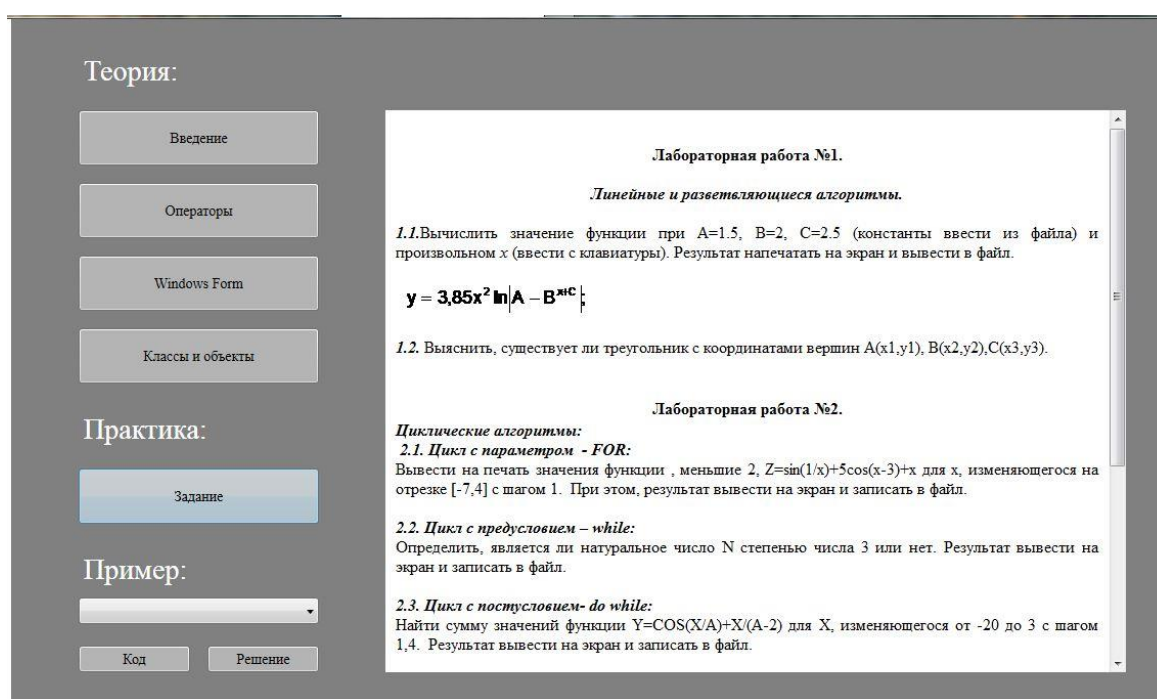 Теория:
Введение
Операторы
Windows Form
Классы и объекты
Практика:
Задание
Пример:
Код
Решение
Лабораторная работа №1.
Линейные и разветвляющиеся алгоритмы.
1.1.Вычислить значение функции при А=1.5, В=2, С=2.5 (константы ввести из файла) и
произвольном x (ввести с клавиатуры). Результат напечатать на экран и вывести в файл.
y = 3,85x² ln|A − B^(x+C)|;
1.2. Выяснить, существует ли треугольник с координатами вершин A(x1,y1), B(x2,y2),C(x3,y3).
Лабораторная работа №2.
Циклические алгоритмы:
2.1. Цикл с параметром - FOR:
Вывести на печать значения функции , меньшие 2, Z=sin(1/x)+5cos(x-3)+x для x, изменяющегося на
отрезке [-7,4] с шагом 1. При этом, результат вывести на экран и записать в файл.
2.2. Цикл с предусловием – while:
Определить, является ли натуральное число N степенью числа 3 или нет. Результат вывести на
экран и записать в файл.
2.3. Цикл с постусловием- do while:
Найти сумму значений функции Y=COS(X/A)+X/(A-2) для X, изменяющегося от -20 до 3 с шагом
1,4. Результат вывести на экран и записать в файл.